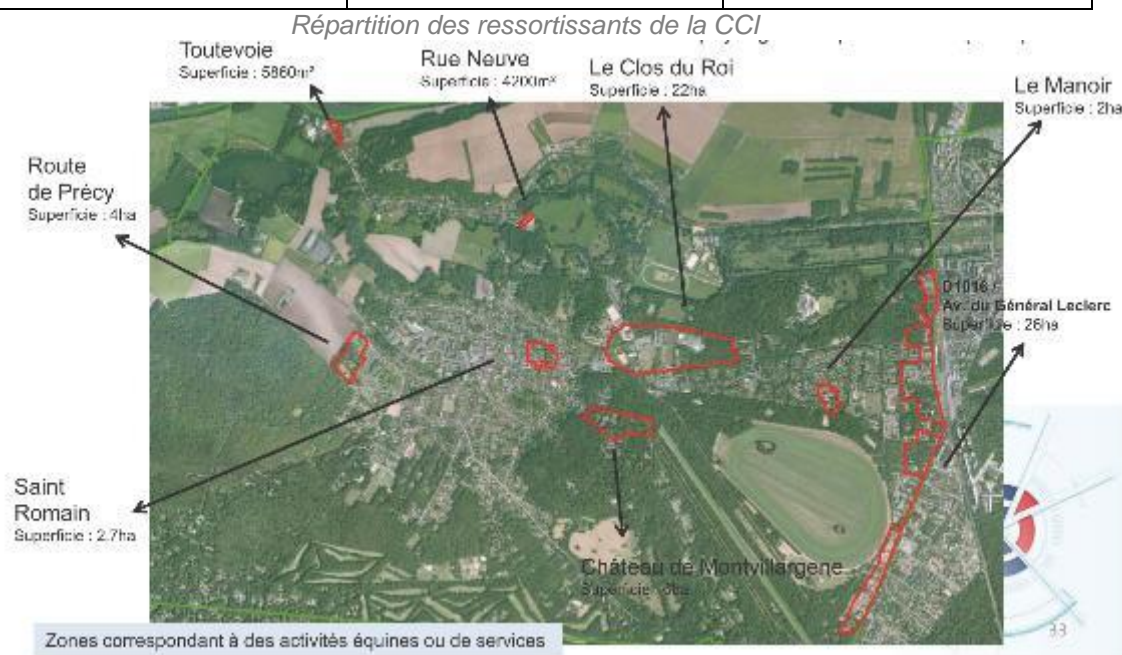 Répartition des ressortissants de la CCI
Toutevoie
Superficie : 5860m²
Rue Neuve
Superficie : 4200m²
Le Clos du Roi
Superficie : 22ha
Le Manoir
Superficie : 2ha
Route
de Précy
Superficie : 4ha
D1016 /
Av. du Général Leclerc
Superficie : 26ha
Saint
Romain
Superficie : 2.7ha
Château de Montvillargene
Superficie :
Zones correspondant à des activités équines ou de services
33